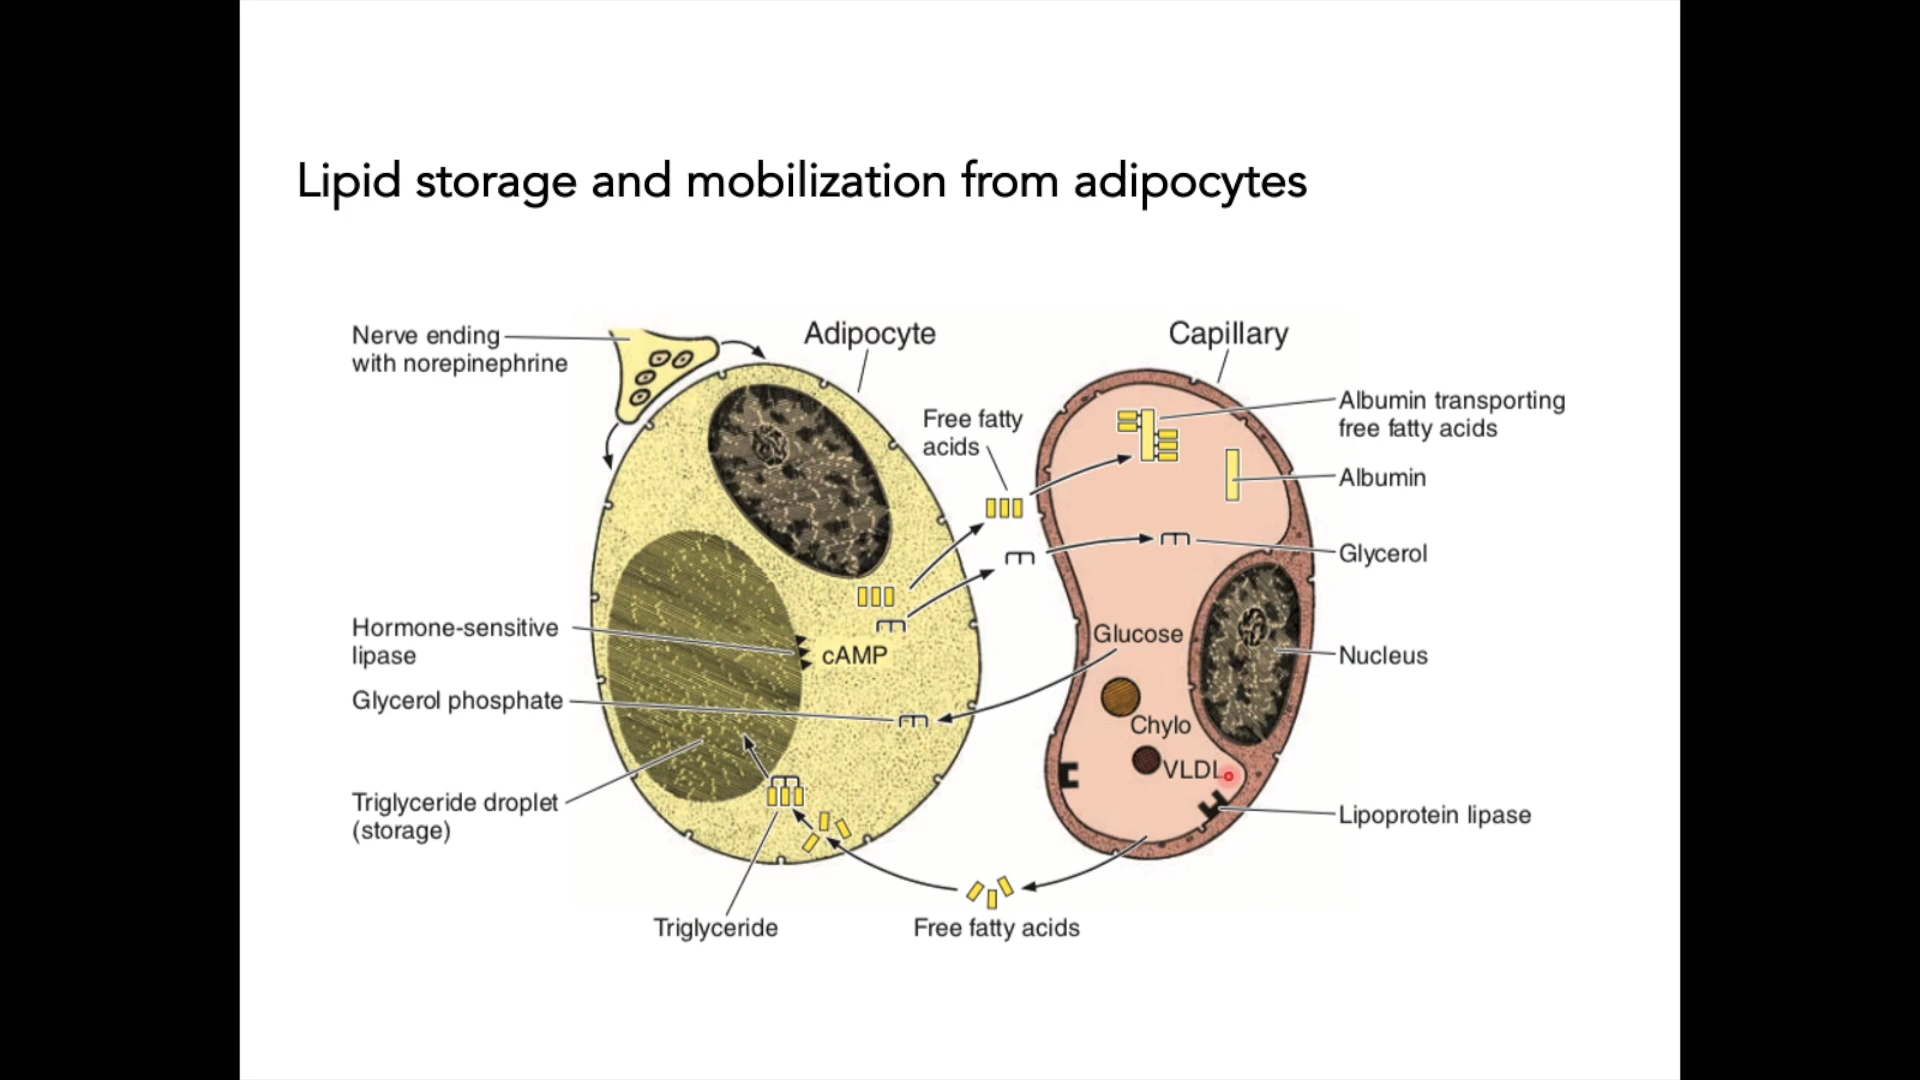 Lipid storage and mobilization from adipocytes
Nerve ending
with norepinephrine
Adipocyte
Capillary
Free fatty
acids
Albumin transporting
free fatty acids
Albumin
Glycerol
Hormone-sensitive
lipase
cAMP
Glucose
Nucleus
Glycerol phosphate
Chylo
VLDL
Triglyceride droplet
(storage)
Lipoprotein lipase
Triglyceride
Free fatty acids